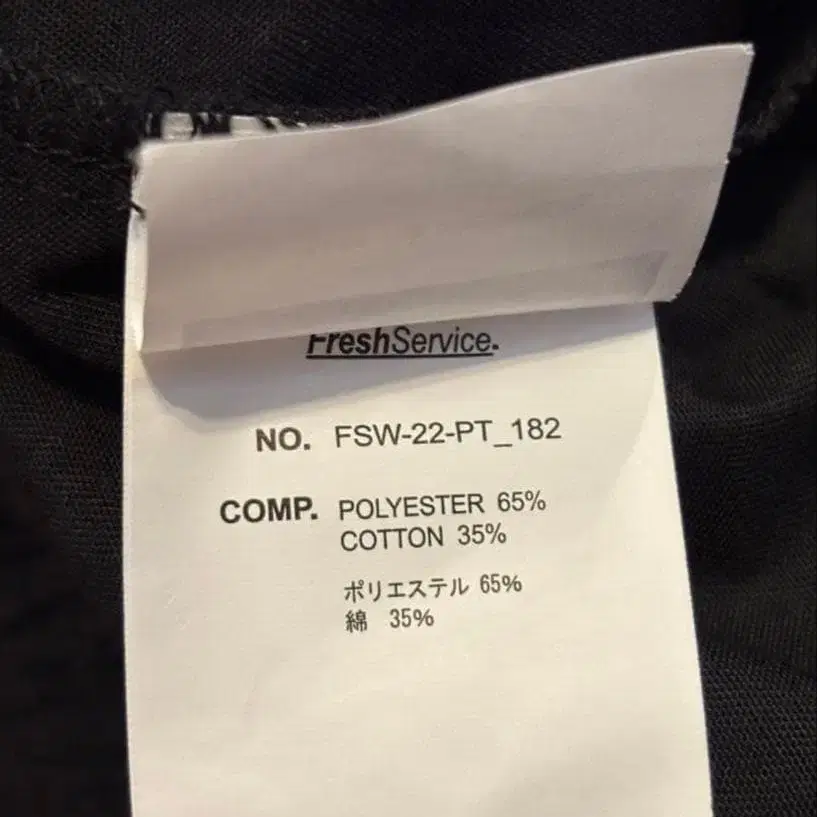 FreshService.
NO. FSW-22-PT_182
COMP. POLYESTER 65%
COTTON 35%
ポリエステル 65%
綿 35%